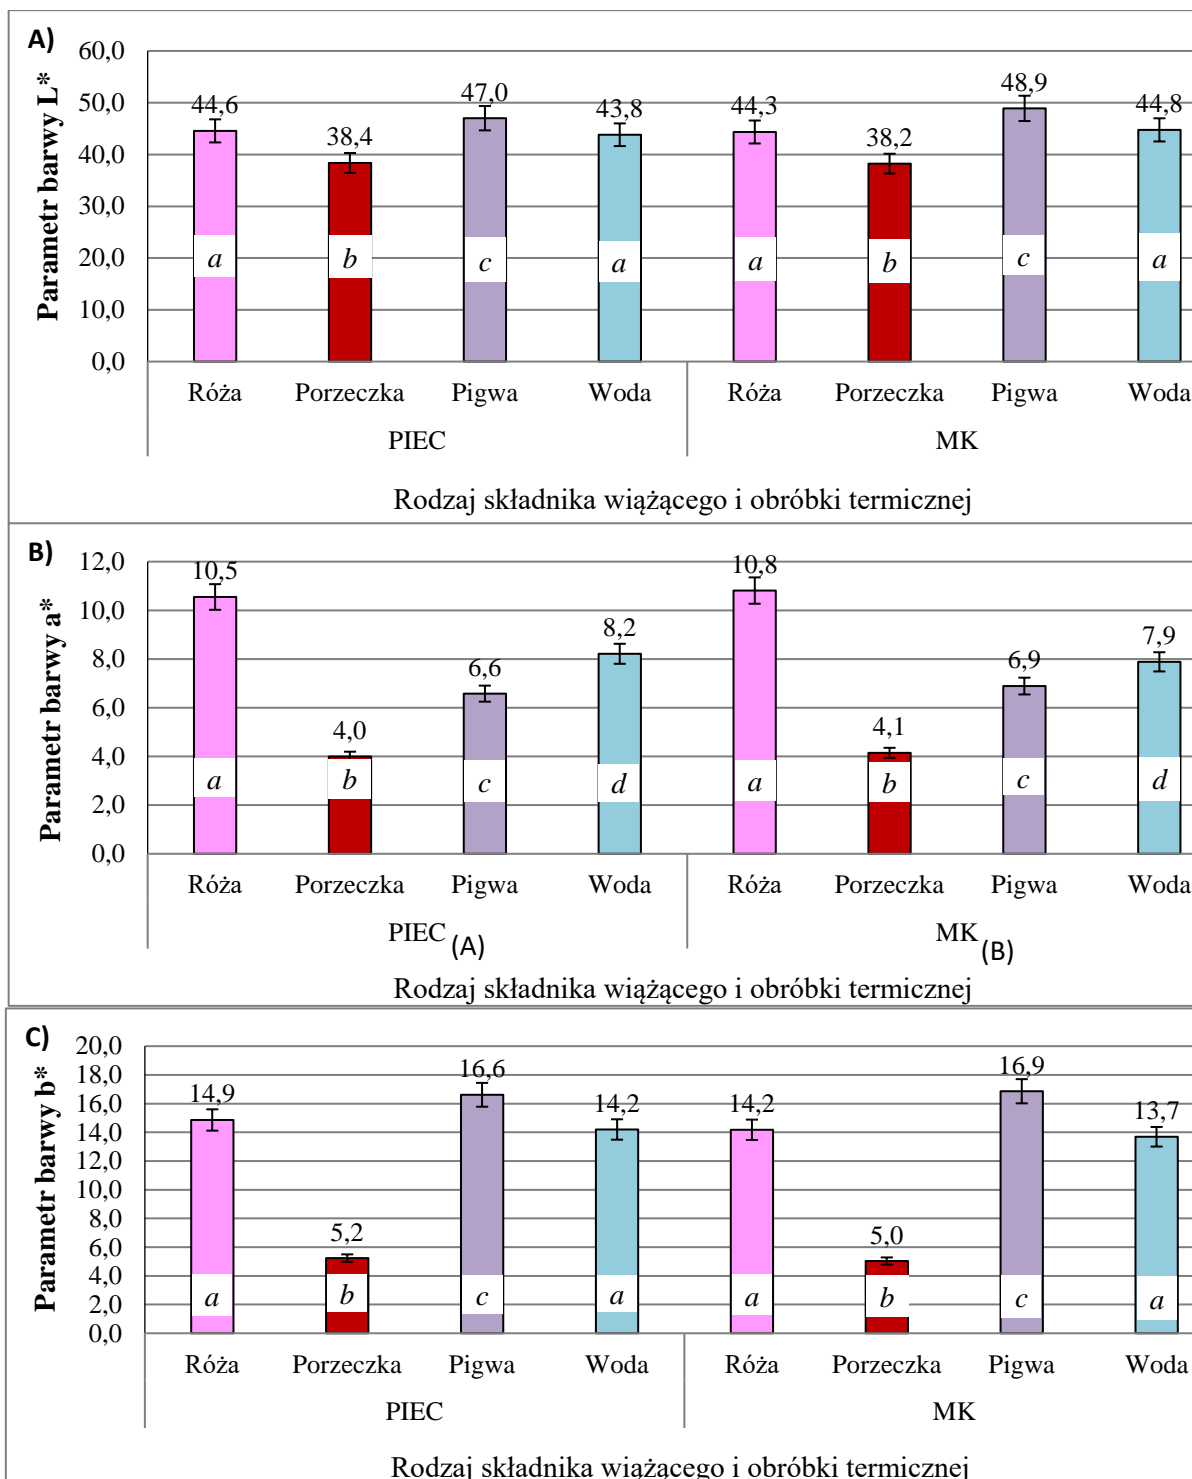 A)
Parametr barwy L*
60,0
50,0
40,0
30,0
20,0
10,0
0,0
44,6 38,4 47,0 43,8 44,3 38,2 48,9 44,8
a b c a a b c a
Róża Porzeczka Pigwa Woda Róża Porzeczka Pigwa Woda
PIEC MK
Rodzaj składnika wiążącego i obróbki termicznej
B)
Parametr barwy a*
12,0
10,0
8,0
6,0
4,0
2,0
0,0
10,5 4,0 6,6 8,2 10,8 4,1 6,9 7,9
a b c d a b c d
Róża Porzeczka Pigwa Woda Róża Porzeczka Pigwa Woda
PIEC (A) MK (B)
Rodzaj składnika wiążącego i obróbki termicznej
C)
Parametr barwy b*
20,0
18,0
16,0
14,0
12,0
10,0
8,0
6,0
4,0
2,0
0,0
14,9 5,2 16,6 14,2 14,2 5,0 16,9 13,7
a b c a a b c a
Róża Porzeczka Pigwa Woda Róża Porzeczka Pigwa Woda
PIEC MK
Rodzaj składnika wiążącego i obróbki termicznej